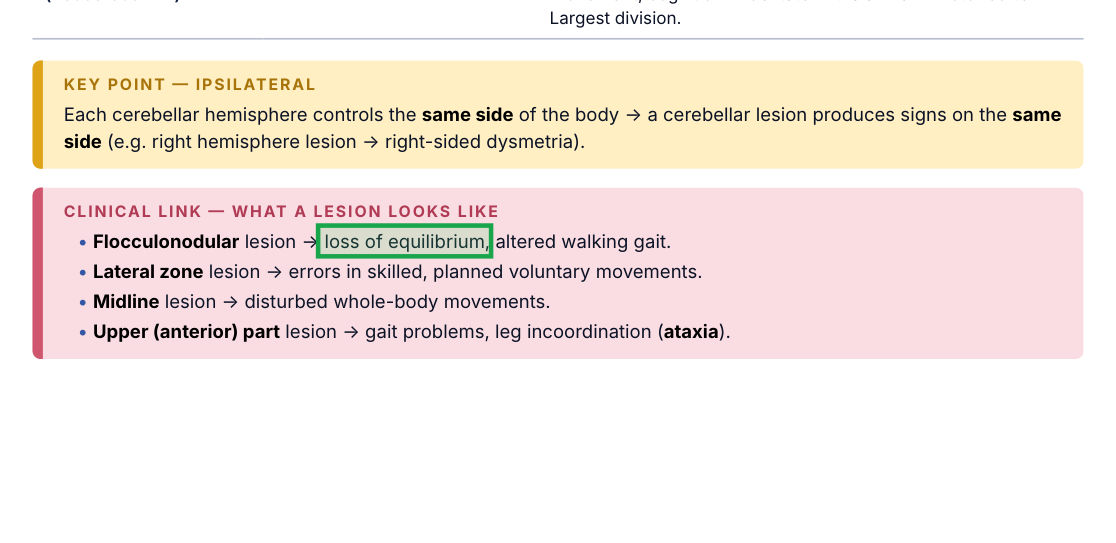 Largest division.
KEY POINT — IPSILATERAL
Each cerebellar hemisphere controls the same side of the body → a cerebellar lesion produces signs on the same
side (e.g. right hemisphere lesion → right-sided dysmetria).
CLINICAL LINK — WHAT A LESION LOOKS LIKE
• Flocculonodular lesion → loss of equilibrium, altered walking gait.
• Lateral zone lesion → errors in skilled, planned voluntary movements.
• Midline lesion → disturbed whole-body movements.
• Upper (anterior) part lesion → gait problems, leg incoordination (ataxia).